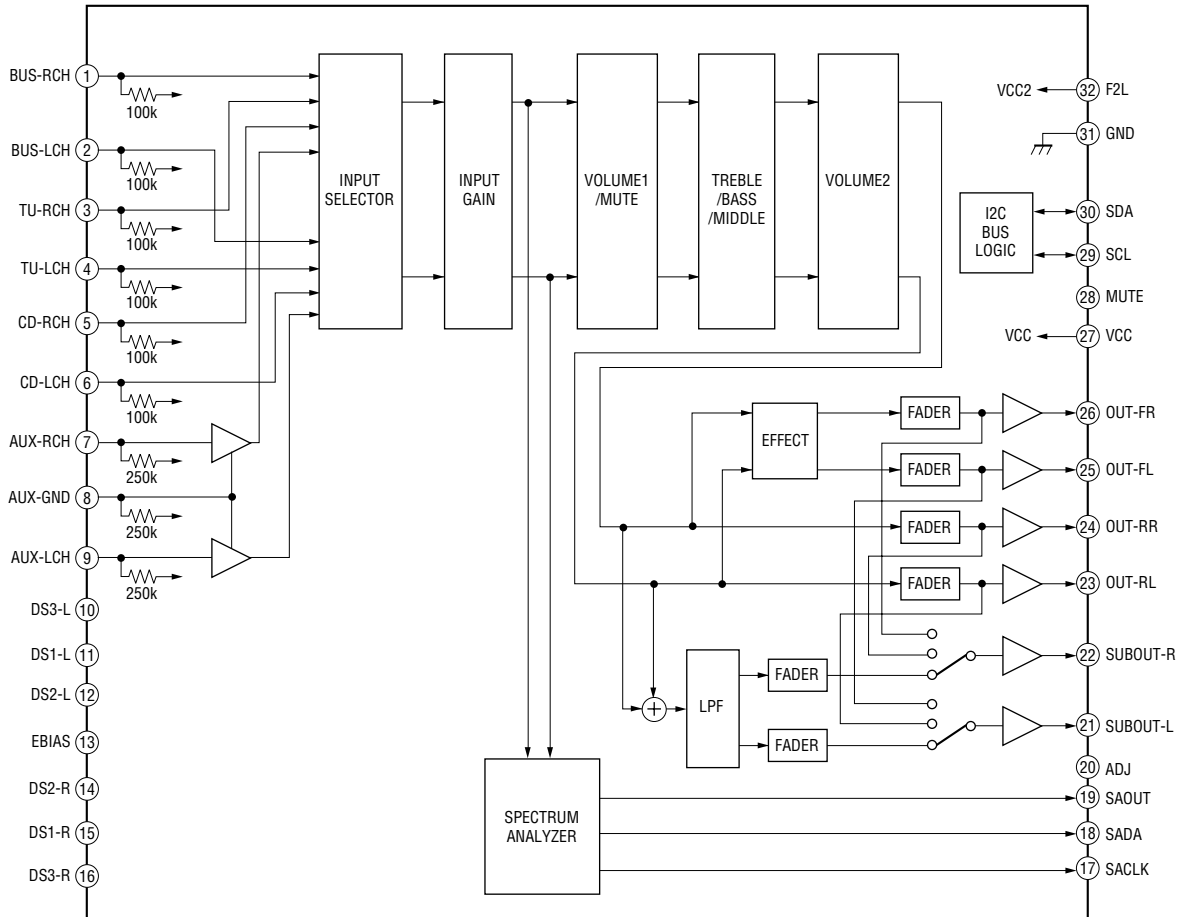 BUS-RCH 1
100k
BUS-LCH 2
100k
TU-RCH 3
100k
TU-LCH 4
100k
CD-RCH 5
100k
CD-LCH 6
100k
AUX-RCH 7
250k
AUX-GND 8
250k
AUX-LCH 9
250k
DS3-L 10
DS1-L 11
DS2-L 12
EBIAS 13
DS2-R 14
DS1-R 15
DS3-R 16
INPUT
SELECTOR
INPUT
GAIN
VOLUME1
/MUTE
TREBLE
/BASS
/MIDDLE
VOLUME2
EFFECT
FADER
FADER
FADER
FADER
LPF
FADER
FADER
+
SPECTRUM
ANALYZER
VCC2 32 F2L
31 GND
I2C
BUS
LOGIC
30 SDA
29 SCL
28 MUTE
VCC 27 VCC
26 OUT-FR
25 OUT-FL
24 OUT-RR
23 OUT-RL
22 SUBOUT-R
21 SUBOUT-L
20 ADJ
19 SAOUT
18 SADA
17 SACLK